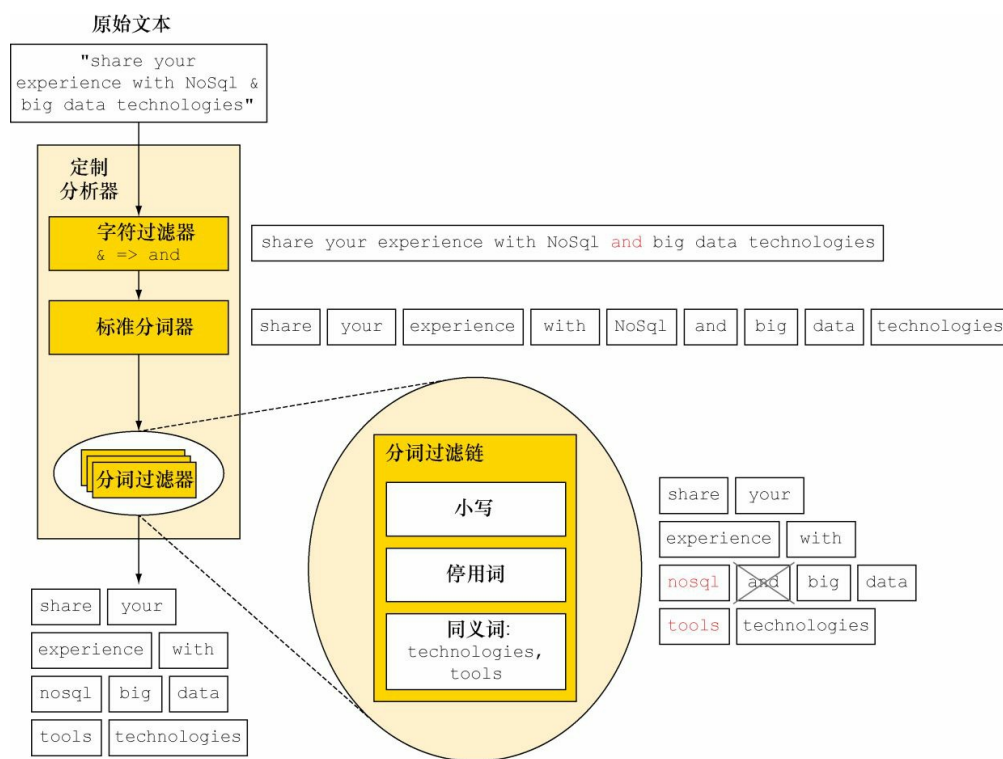 原始文本
"share your
experience with NoSql &
big data technologies"
定制
分析器
字符过滤器
& => and
share your experience with NoSql and big data technologies
标准分词器
share your experience with NoSql and big data technologies
分词过滤器
分词过滤链
小写
停用词
同义词:
technologies,
tools
share your
experience with
nosql and big data
tools technologies
share your
experience with
nosql big data
tools technologies